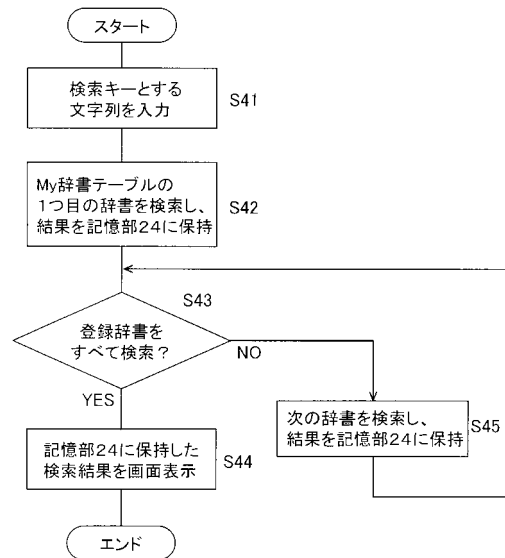 スタート
検索キーとする
文字列を入力
S41
My辞書テーブルの
1つ目の辞書を検索し、
結果を記憶部24に保持
S42
S43
登録辞書を
すべて検索？
NO
YES
次の辞書を検索し、
結果を記憶部24に保持
S45
記憶部24に保持した
検索結果を画面表示
S44
エンド